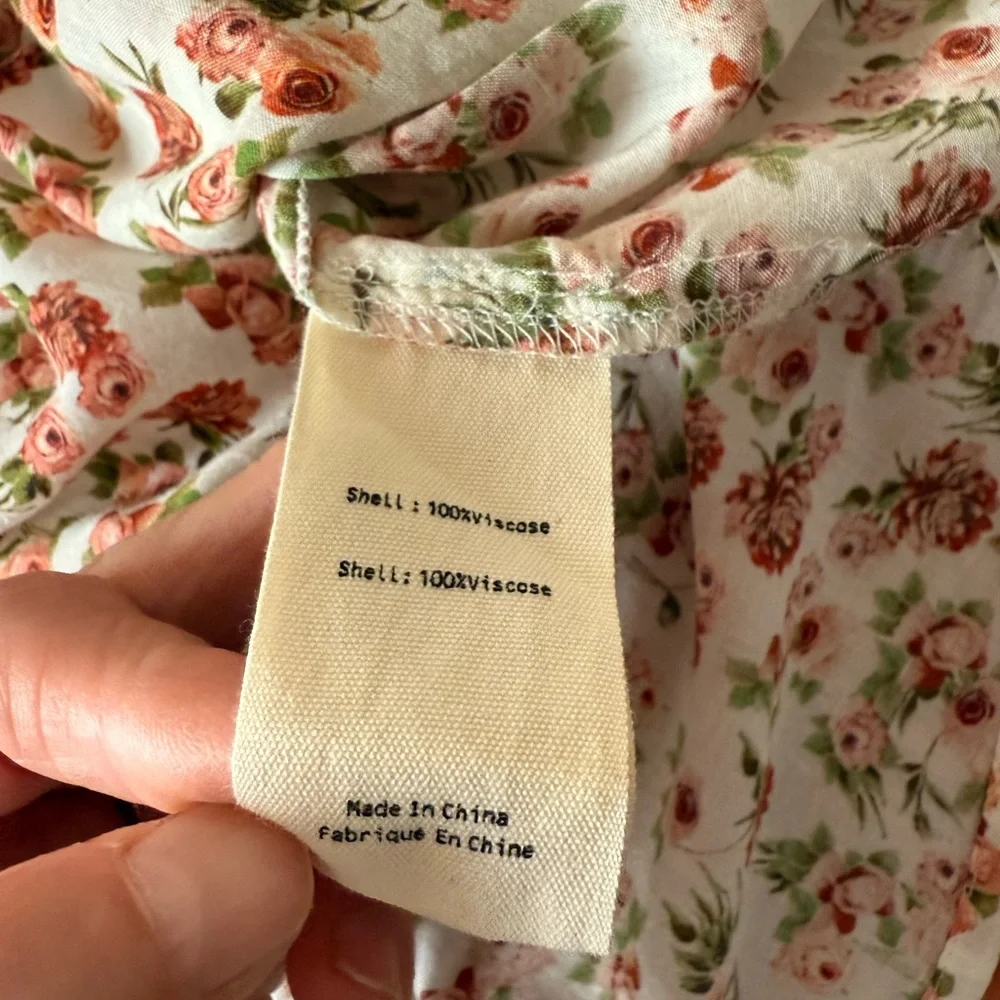 Shell : 100%Viscose
Shell: 100%Viscose
Made In China
Fabriqué En Chine